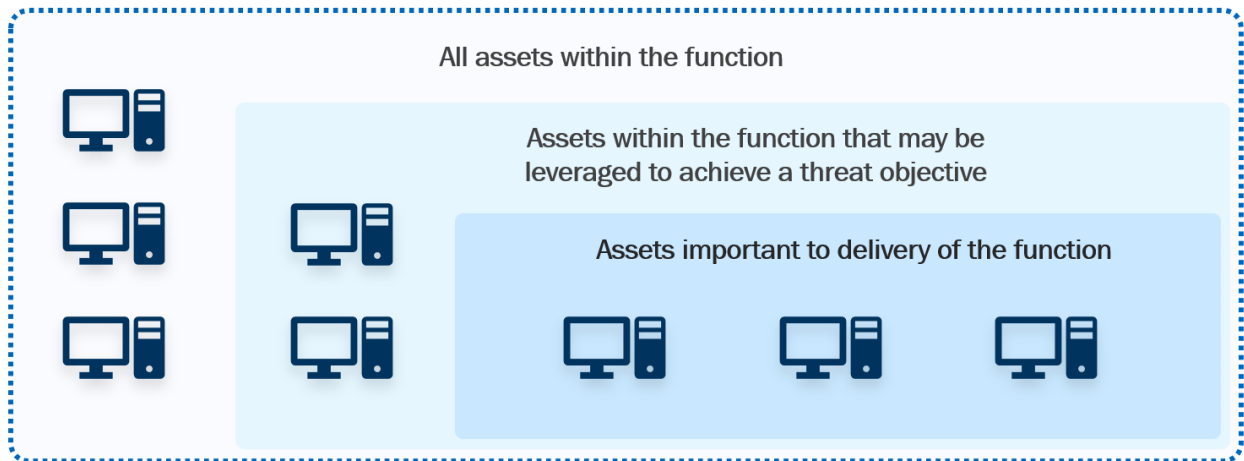 All assets within the function
Assets within the function that may be
leveraged to achieve a threat objective
Assets important to delivery of the function